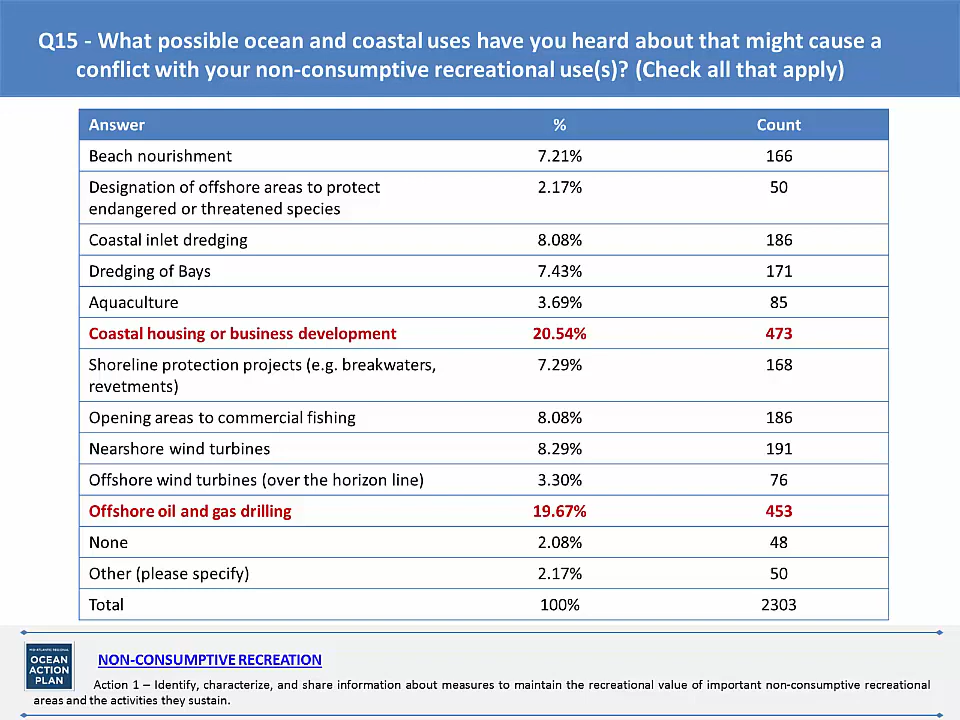 Q15 - What possible ocean and coastal uses have you heard about that might cause a
conflict with your non-consumptive recreational use(s)? (Check all that apply)
Answer % Count
Beach nourishment 7.21% 166
Designation of offshore areas to protect 2.17% 50
endangered or threatened species
Coastal inlet dredging 8.08% 186
Dredging of Bays 7.43% 171
Aquaculture 3.69% 85
Coastal housing or business development 20.54% 473
Shoreline protection projects (e.g. breakwaters, 7.29% 168
revetments)
Opening areas to commercial fishing 8.08% 186
Nearshore wind turbines 8.29% 191
Offshore wind turbines (over the horizon line) 3.30% 76
Offshore oil and gas drilling 19.67% 453
None 2.08% 48
Other (please specify) 2.17% 50
Total 100% 2303
MID-ATLANTIC REGIONAL
OCEAN
ACTION
PLAN
NON-CONSUMPTIVE RECREATION
Action 1 – Identify, characterize, and share information about measures to maintain the recreational value of important non-consumptive recreational
areas and the activities they sustain.